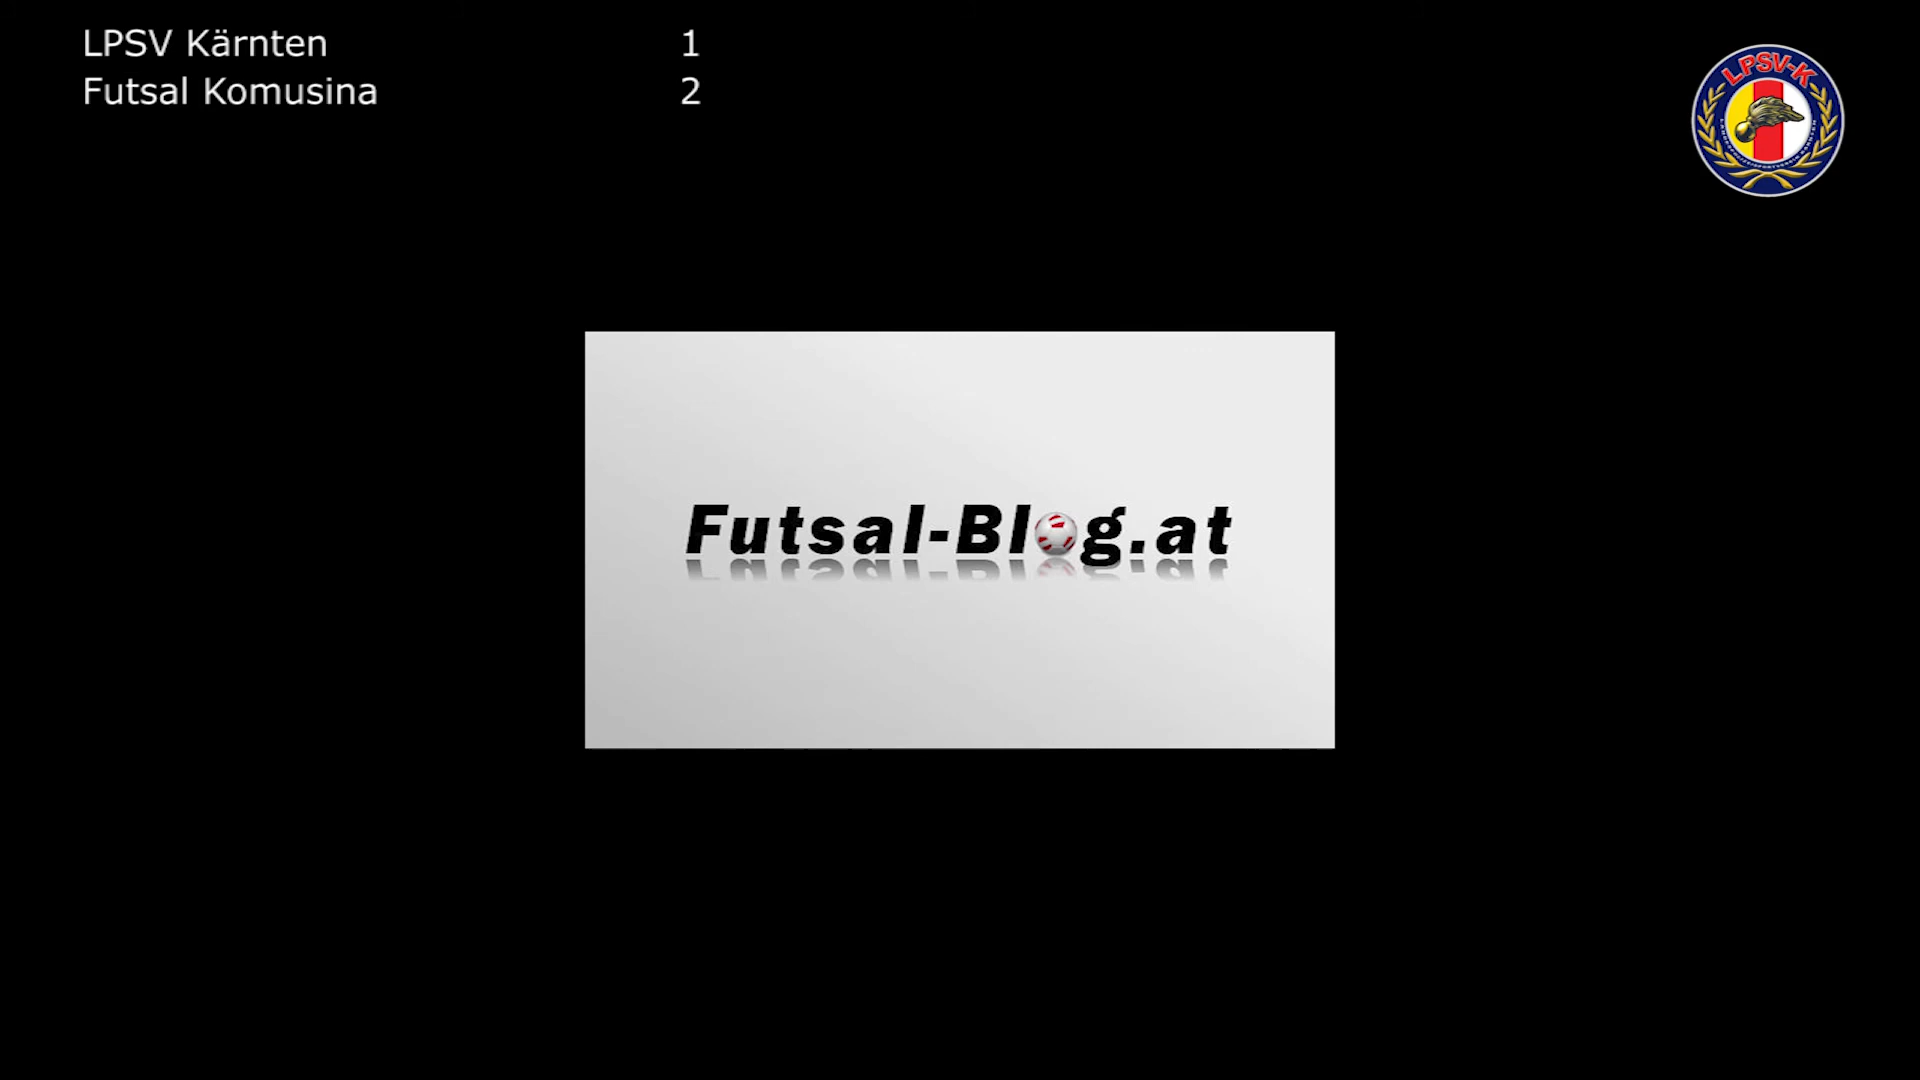 LPSV Kärnten 1
Futsal Komusina 2
LPSV-K
Futsal-Blog.at